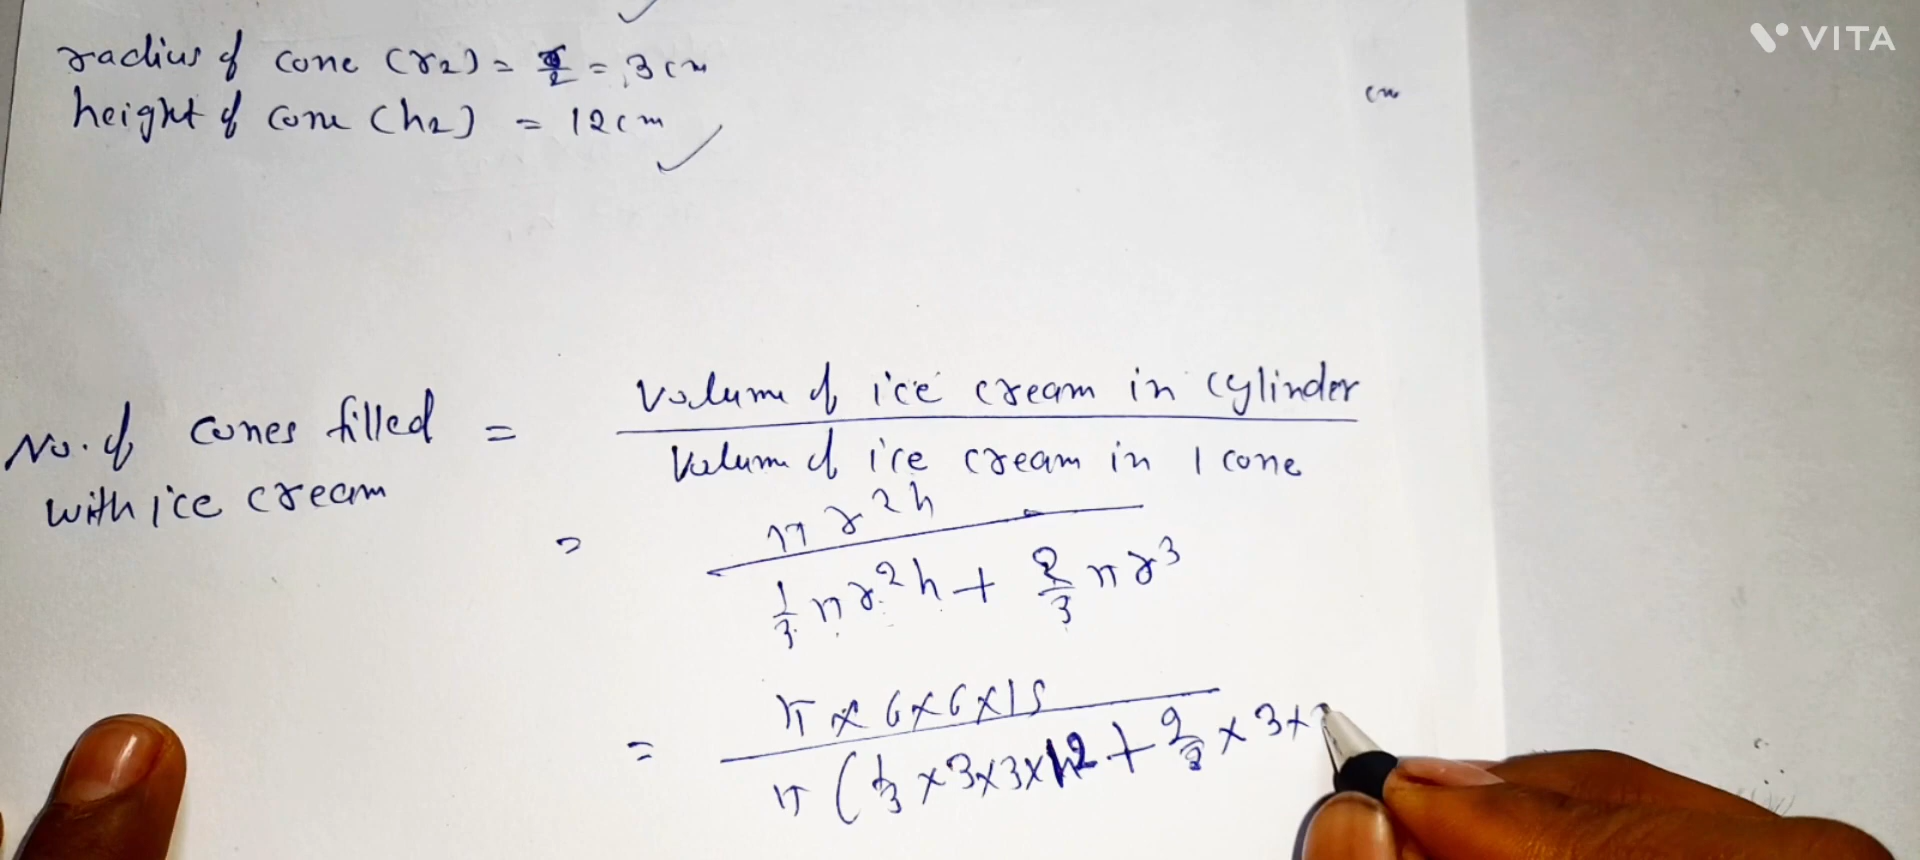 VITA
radius of cone (r2) = 6/2 = 3 cm
cm
height of cone (h2) = 12 cm
No. of cones filled with ice cream = Volume of ice cream in cylinder / Volume of ice cream in 1 cone
= πr²h / 1/3 πr²h + 2/3 πr³
= π × 6 × 6 × 15 / π ( 1/3 × 3 × 3 × 12 + 2/3 × 3 ×